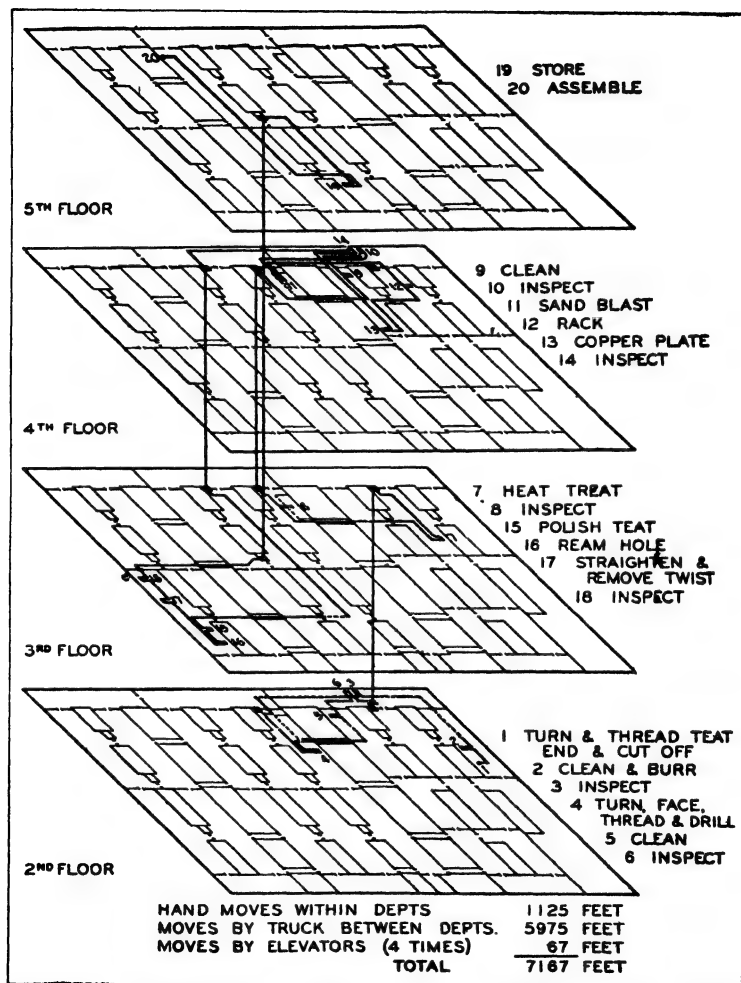 19 STORE
20 ASSEMBLE
5TH FLOOR
9 CLEAN
10 INSPECT
11 SAND BLAST
12 RACK
13 COPPER PLATE
14 INSPECT
4TH FLOOR
7 HEAT TREAT
8 INSPECT
15 POLISH TEAT
16 REAM HOLE
17 STRAIGHTEN &
REMOVE TWIST
18 INSPECT
3RD FLOOR
1 TURN & THREAD TEAT
END & CUT OFF
2 CLEAN & BURR
3 INSPECT
4 TURN, FACE,
THREAD & DRILL
5 CLEAN
6 INSPECT
2ND FLOOR
HAND MOVES WITHIN DEPTS 1125 FEET
MOVES BY TRUCK BETWEEN DEPTS. 5975 FEET
MOVES BY ELEVATORS (4 TIMES) 67 FEET
TOTAL 7167 FEET